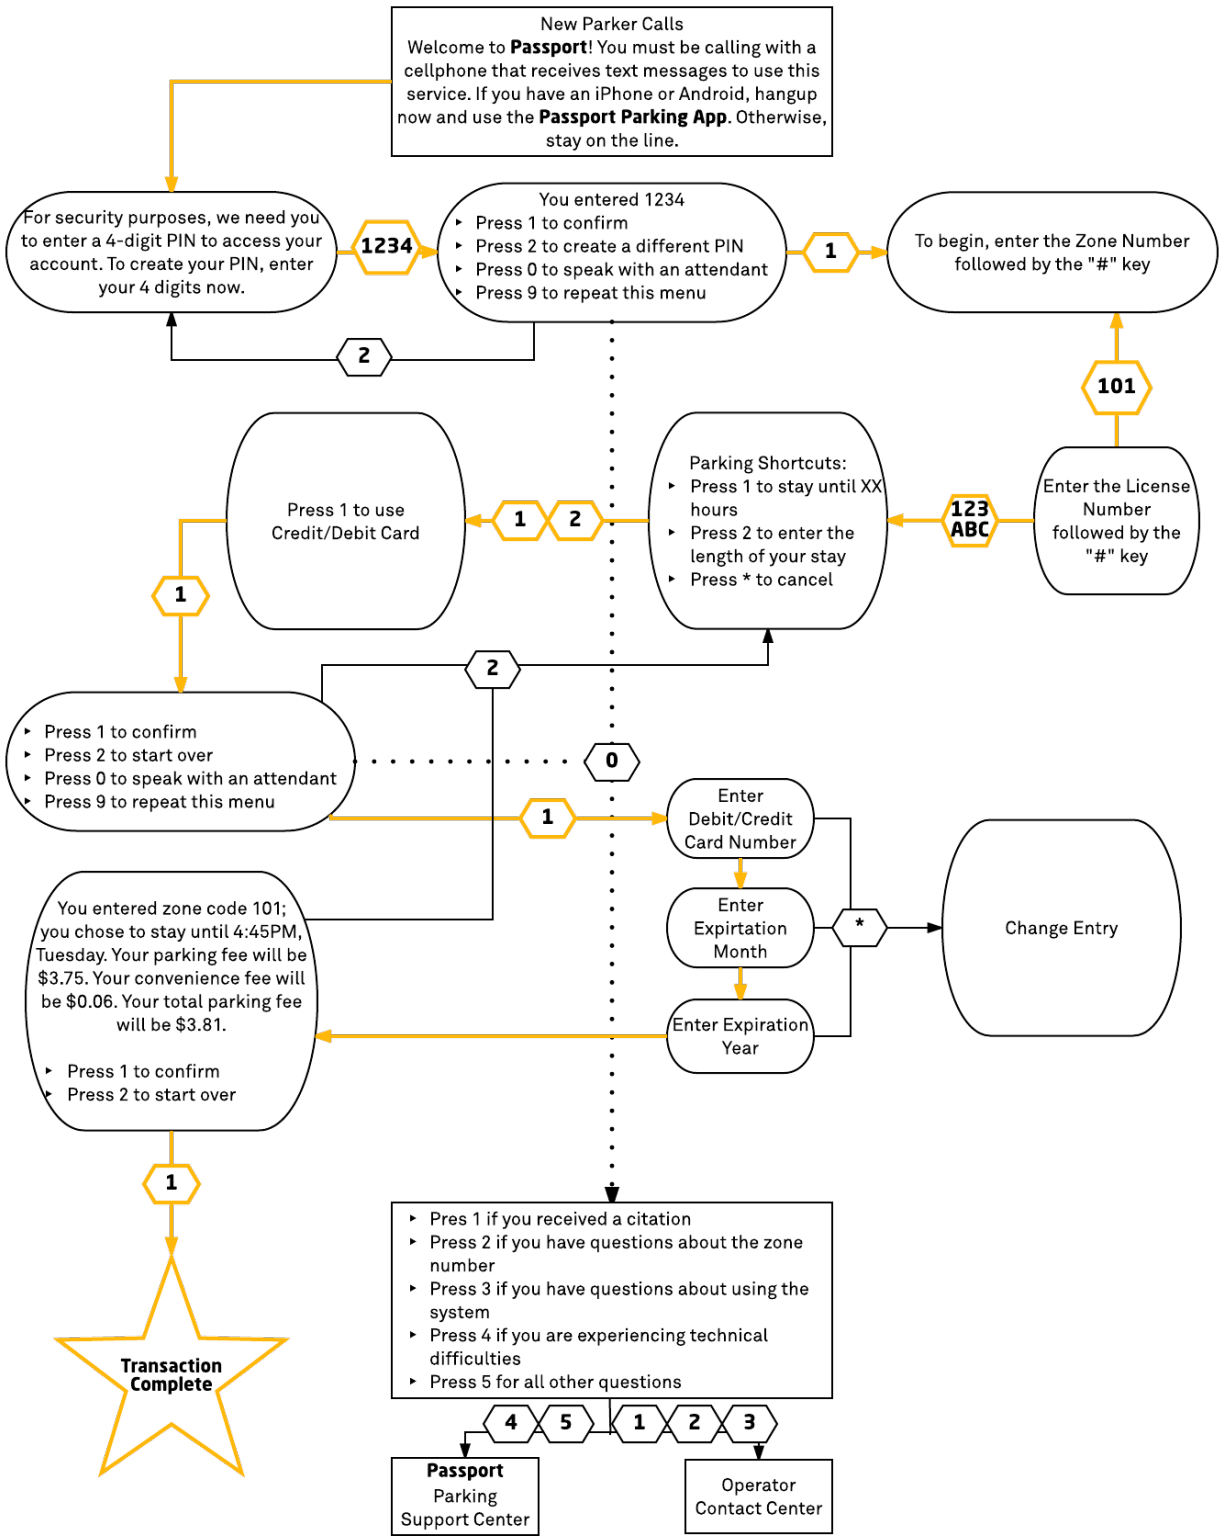 New Parker Calls
Welcome to Passport! You must be calling with a
cellphone that receives text messages to use this
service. If you have an iPhone or Android, hangup
now and use the Passport Parking App. Otherwise,
stay on the line.
For security purposes, we need you
to enter a 4-digit PIN to access your
account. To create your PIN, enter
your 4 digits now.
1234
You entered 1234
‣ Press 1 to confirm
‣ Press 2 to create a different PIN
‣ Press 0 to speak with an attendant
‣ Press 9 to repeat this menu
1
To begin, enter the Zone Number
followed by the "#" key
2
101
Enter the License
Number
followed by the
"#" key
123
ABC
Parking Shortcuts:
‣ Press 1 to stay until XX
hours
‣ Press 2 to enter the
length of your stay
‣ Press * to cancel
1 2
Press 1 to use
Credit/Debit Card
1
2
‣ Press 1 to confirm
‣ Press 2 to start over
‣ Press 0 to speak with an attendant
‣ Press 9 to repeat this menu
0
1
Enter
Debit/Credit
Card Number
Enter
Expirtation
Month
Enter Expiration
Year
*
Change Entry
You entered zone code 101;
you chose to stay until 4:45PM,
Tuesday. Your parking fee will be
$3.75. Your convenience fee will
be $0.06. Your total parking fee
will be $3.81.
‣ Press 1 to confirm
‣ Press 2 to start over
1
Transaction
Complete
‣ Pres 1 if you received a citation
‣ Press 2 if you have questions about the zone
number
‣ Press 3 if you have questions about using the
system
‣ Press 4 if you are experiencing technical
difficulties
‣ Press 5 for all other questions
4 5 1 2 3
Passport
Parking
Support Center
Operator
Contact Center